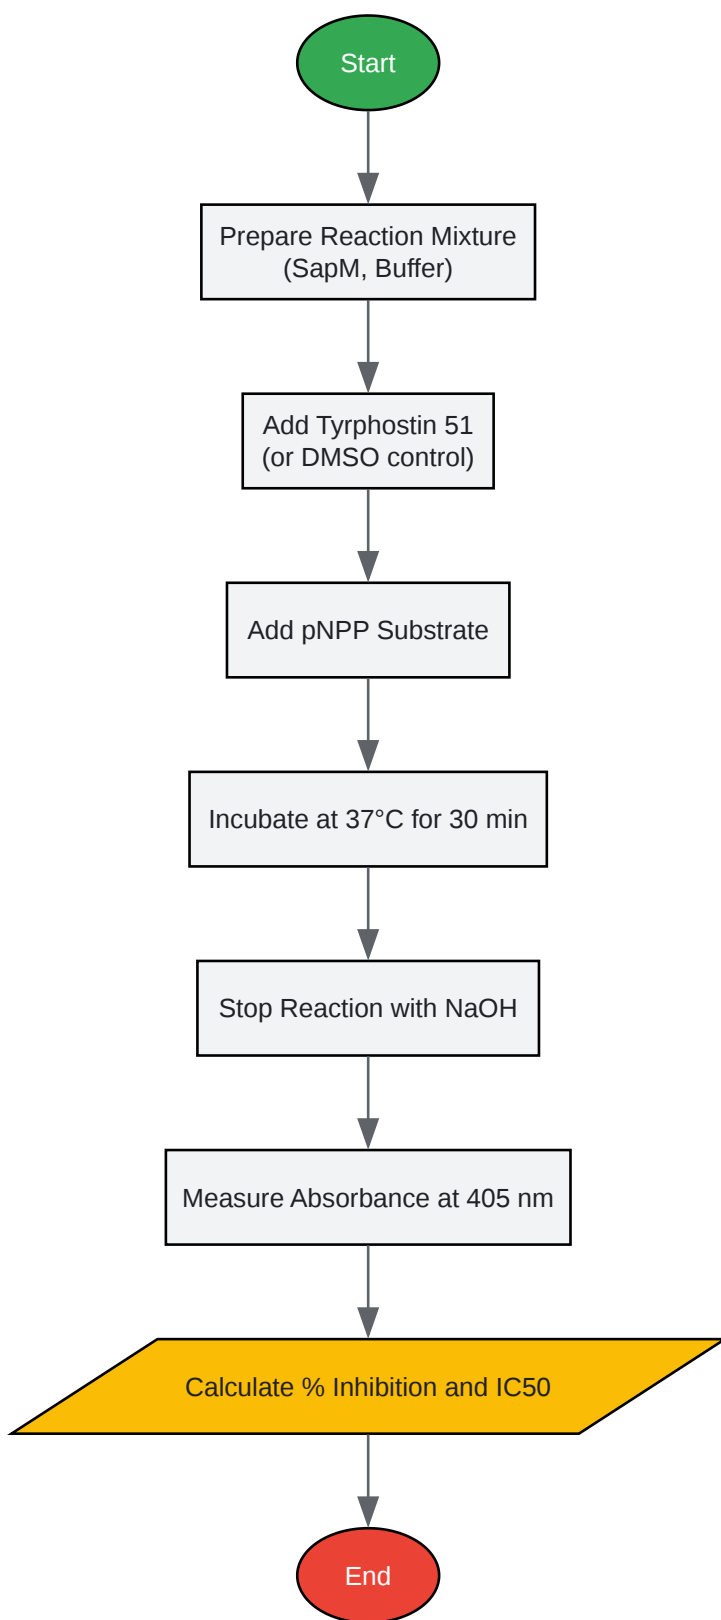 Start
Prepare Reaction Mixture
(SapM, Buffer)
Add Tyrphostin 51
(or DMSO control)
Add pNPP Substrate
Incubate at 37°C for 30 min
Stop Reaction with NaOH
Measure Absorbance at 405 nm
Calculate % Inhibition and IC50
End